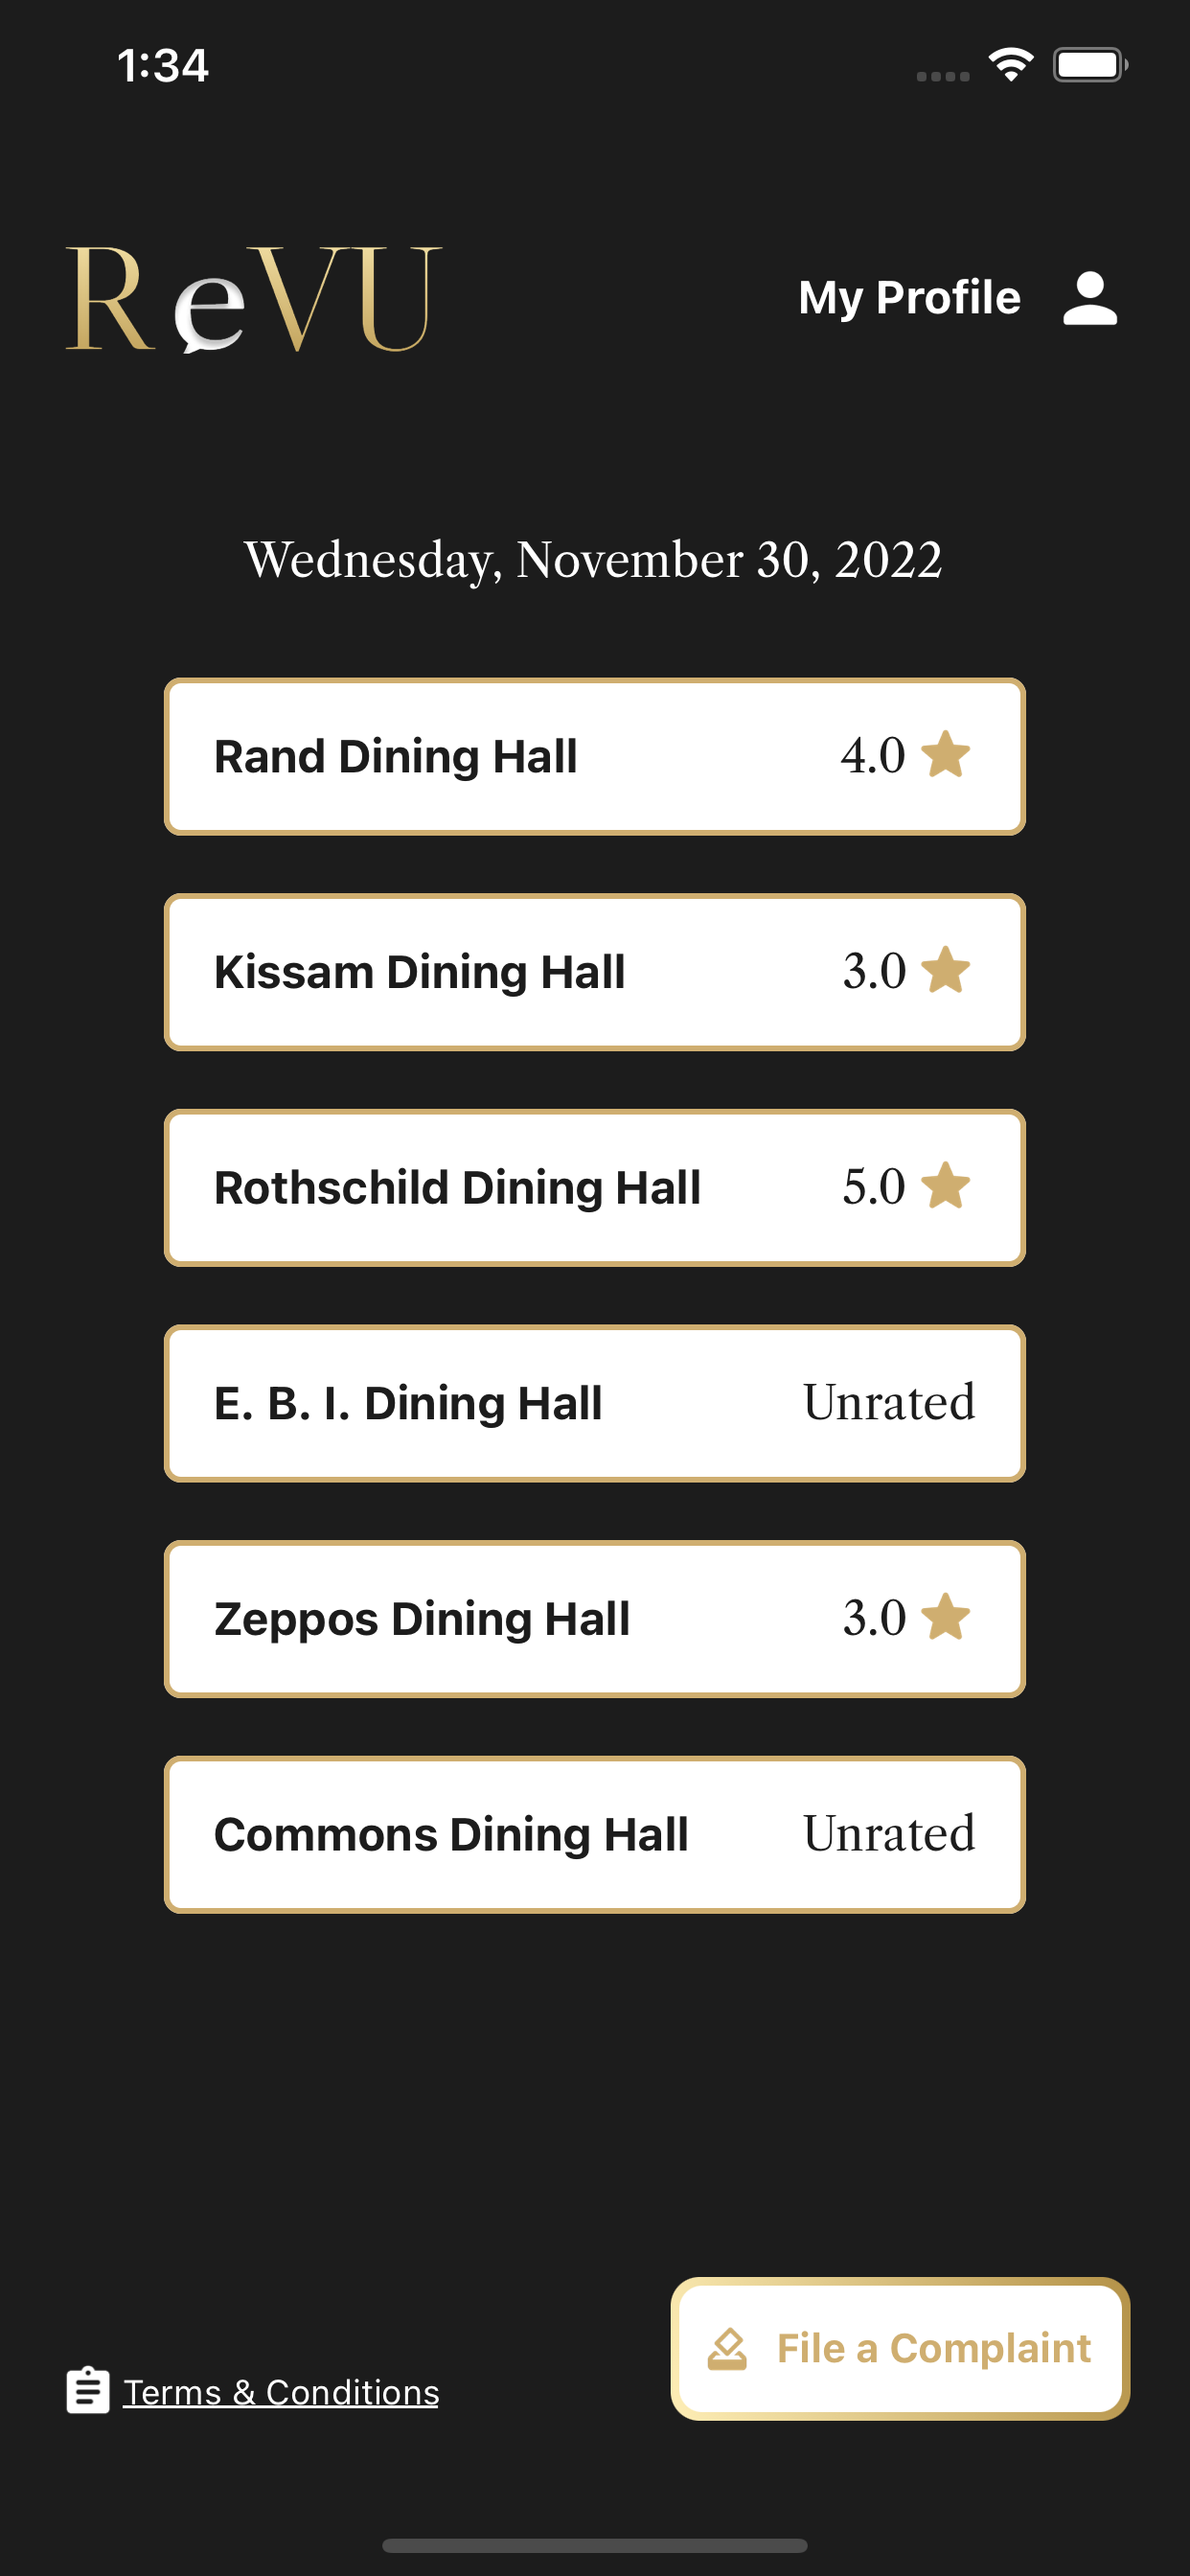 1:34
ReVU
My Profile
Wednesday, November 30, 2022
Rand Dining Hall 4.0
Kissam Dining Hall 3.0
Rothschild Dining Hall 5.0
E. B. I. Dining Hall Unrated
Zeppos Dining Hall 3.0
Commons Dining Hall Unrated
File a Complaint
Terms & Conditions